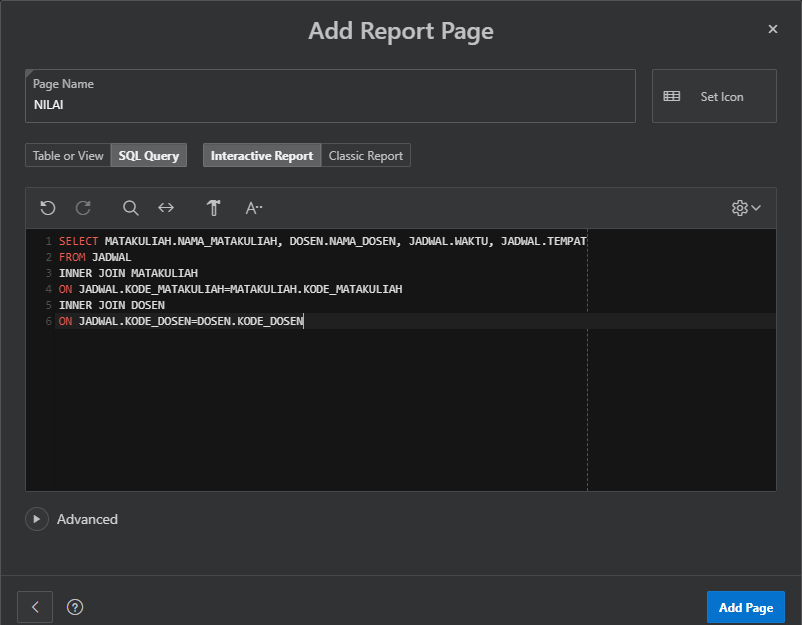 Add Report Page
Page Name
NILAI
Set Icon
Table or View SQL Query Interactive Report Classic Report
A··
1 SELECT MATAKULIAH.NAMA_MATAKULIAH, DOSEN.NAMA_DOSEN, JADWAL.WAKTU, JADWAL.TEMPAT
2 FROM JADWAL
3 INNER JOIN MATAKULIAH
4 ON JADWAL.KODE_MATAKULIAH=MATAKULIAH.KODE_MATAKULIAH
5 INNER JOIN DOSEN
6 ON JADWAL.KODE_DOSEN=DOSEN.KODE_DOSEN
Advanced
Add Page